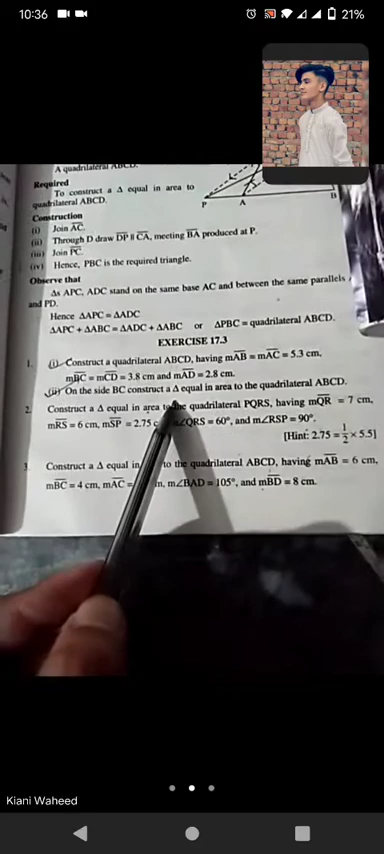 10:36
21%
A quadrilateral ABCD.
Required
To construct a Δ equal in area to
quadrilateral ABCD.
P A B
Construction
(i) Join AC.
(ii) Through D draw DP ∥ CA, meeting BA produced at P.
(iii) Join PC.
(iv) Hence, PBC is the required triangle.
Observe that
Δs APC, ADC stand on the same base AC and between the same parallels
and PD.
Hence ΔAPC = ΔADC
ΔAPC + ΔABC = ΔADC + ΔABC or ΔPBC = quadrilateral ABCD.
EXERCISE 17.3
1. (i) Construct a quadrilateral ABCD, having mAB = mAC = 5.3 cm,
mBC = mCD = 3.8 cm and mAD = 2.8 cm.
(ii) On the side BC construct a Δ equal in area to the quadrilateral ABCD.
2. Construct a Δ equal in area to the quadrilateral PQRS, having mQR = 7 cm,
mRS = 6 cm, mSP = 2.75 ∠QRS = 60°, and m∠RSP = 90°.
[Hint: 2.75 = 1/2 × 5.5]
3. Construct a Δ equal in to the quadrilateral ABCD, having mAB = 6 cm,
mBC = 4 cm, mAC = m, m∠BAD = 105°, and mBD = 8 cm.
Kiani Waheed